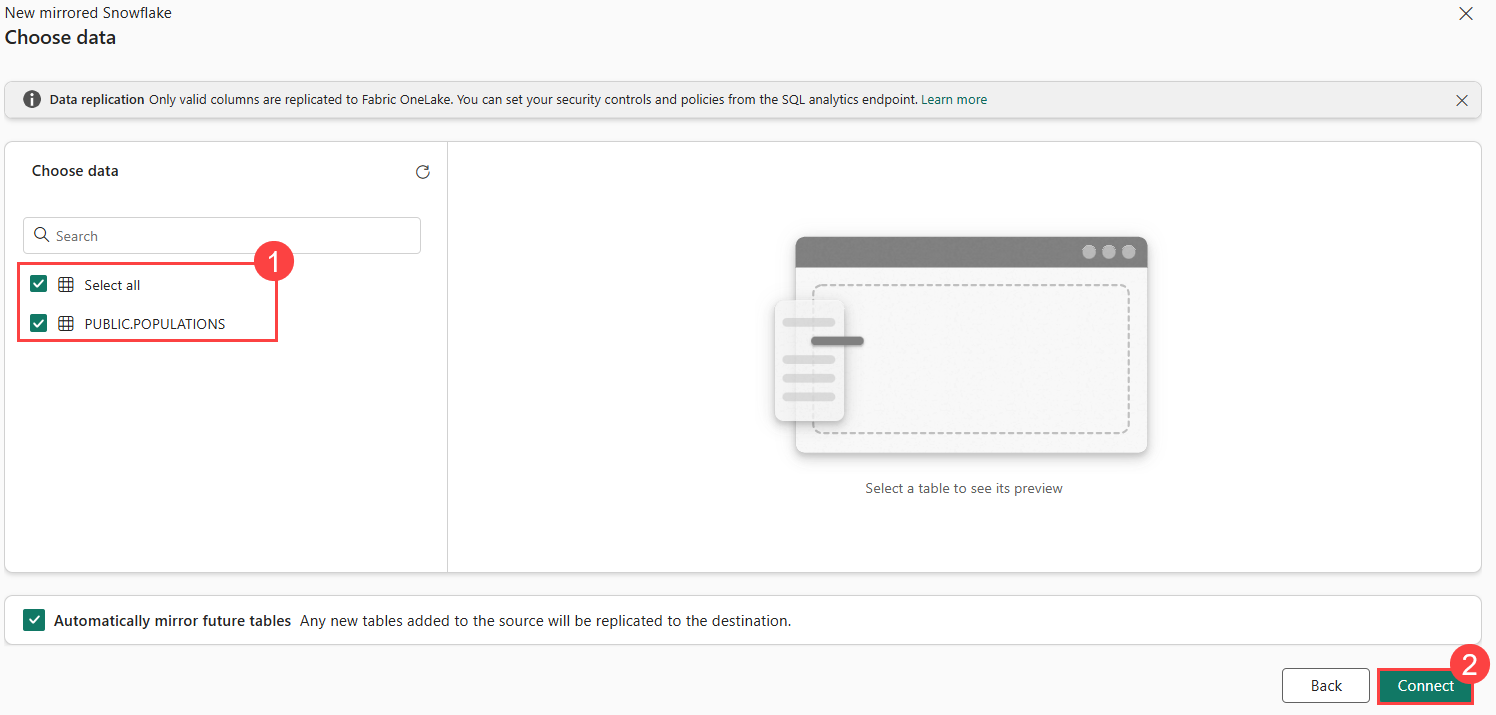 New mirrored Snowflake
Choose data
Data replication Only valid columns are replicated to Fabric OneLake. You can set your security controls and policies from the SQL analytics endpoint. Learn more
Choose data
Search
1
Select all
PUBLIC.POPULATIONS
Select a table to see its preview
Automatically mirror future tables Any new tables added to the source will be replicated to the destination.
2
Back
Connect